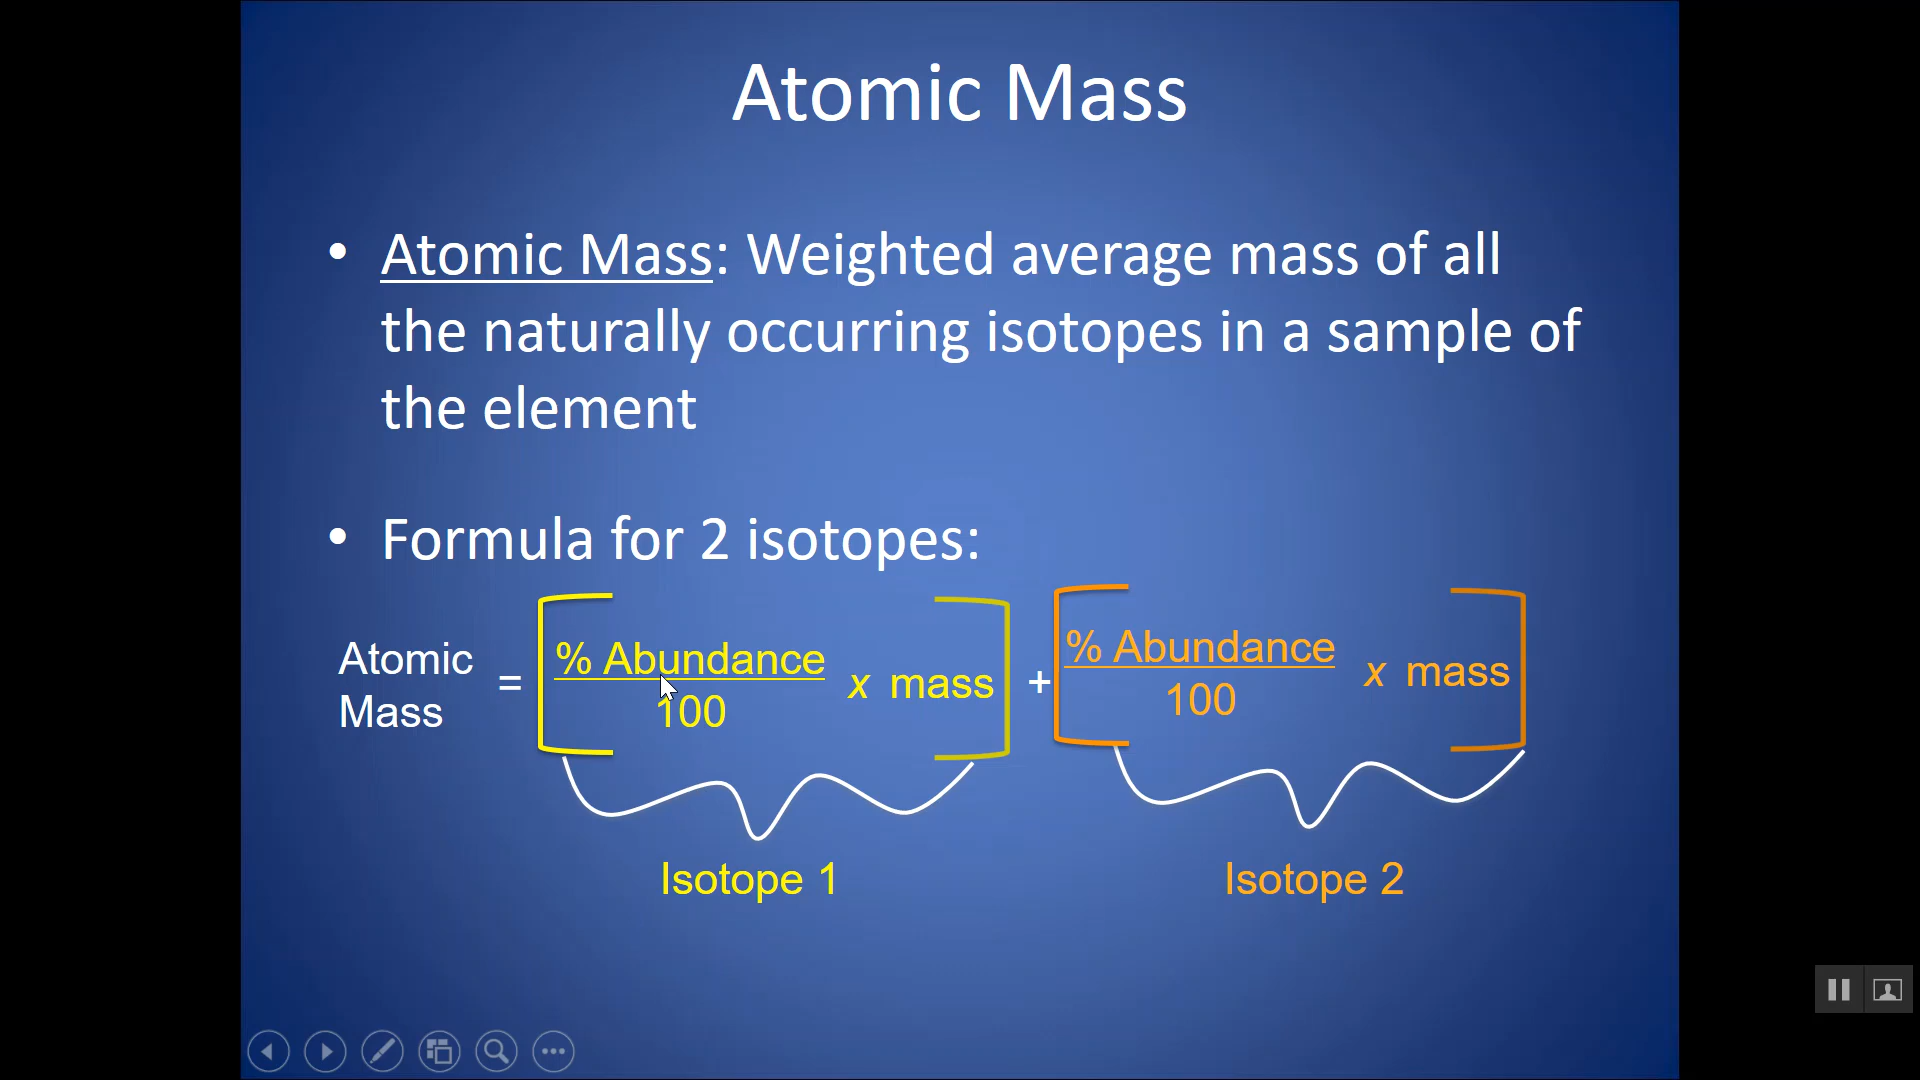 Atomic Mass
• Atomic Mass: Weighted average mass of all
the naturally occurring isotopes in a sample of
the element
• Formula for 2 isotopes:
Atomic Mass = [% Abundance / 100 x mass] + [% Abundance / 100 x mass]
Isotope 1 Isotope 2